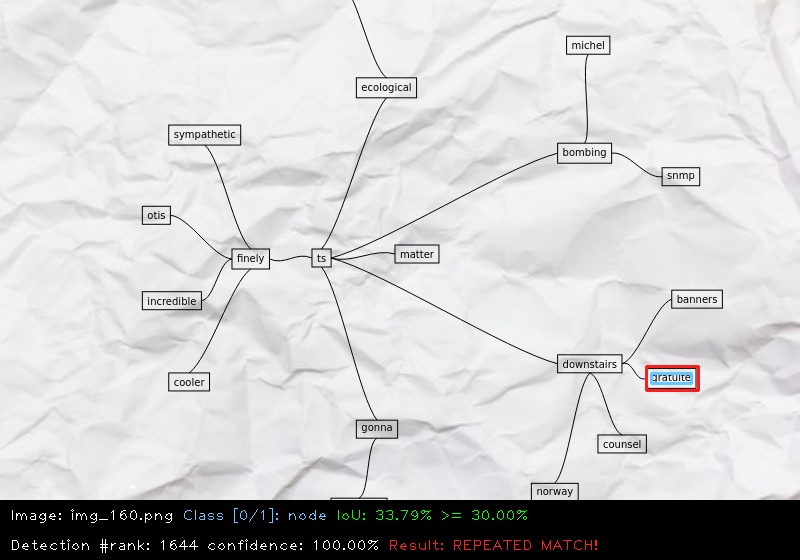 michel
ecological
sympathetic
bombing
snmp
otis
finely
ts
matter
incredible
banners
downstairs
gratuite
cooler
gonna
counsel
norway
Image: img_160.png Class [0/1]: node IoU: 33.79% >= 30.00%
Detection #rank: 1644 confidence: 100.00% Result: REPEATED MATCH!